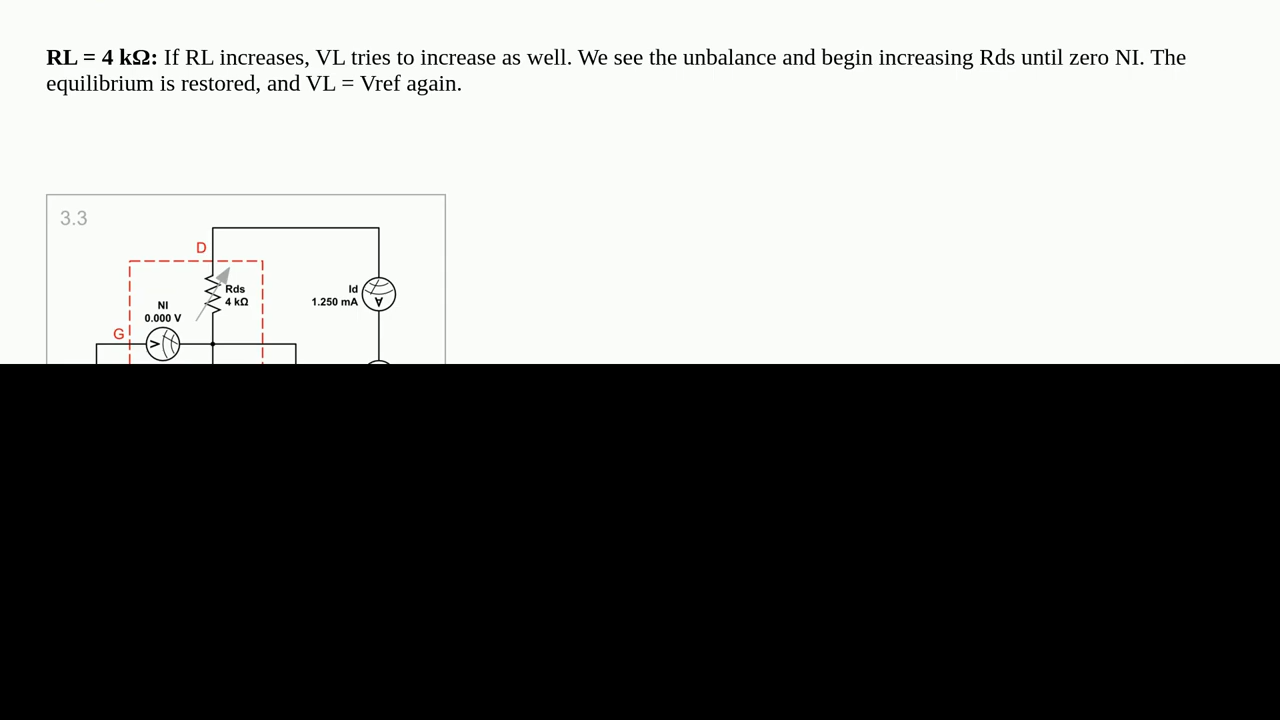 RL = 4 kΩ: If RL increases, VL tries to increase as well. We see the unbalance and begin increasing Rds until zero NI. The
equilibrium is restored, and VL = Vref again.
3.3
D
Rds
4 kΩ
Id
1.250 mA
A
NI
0.000 V
G
V